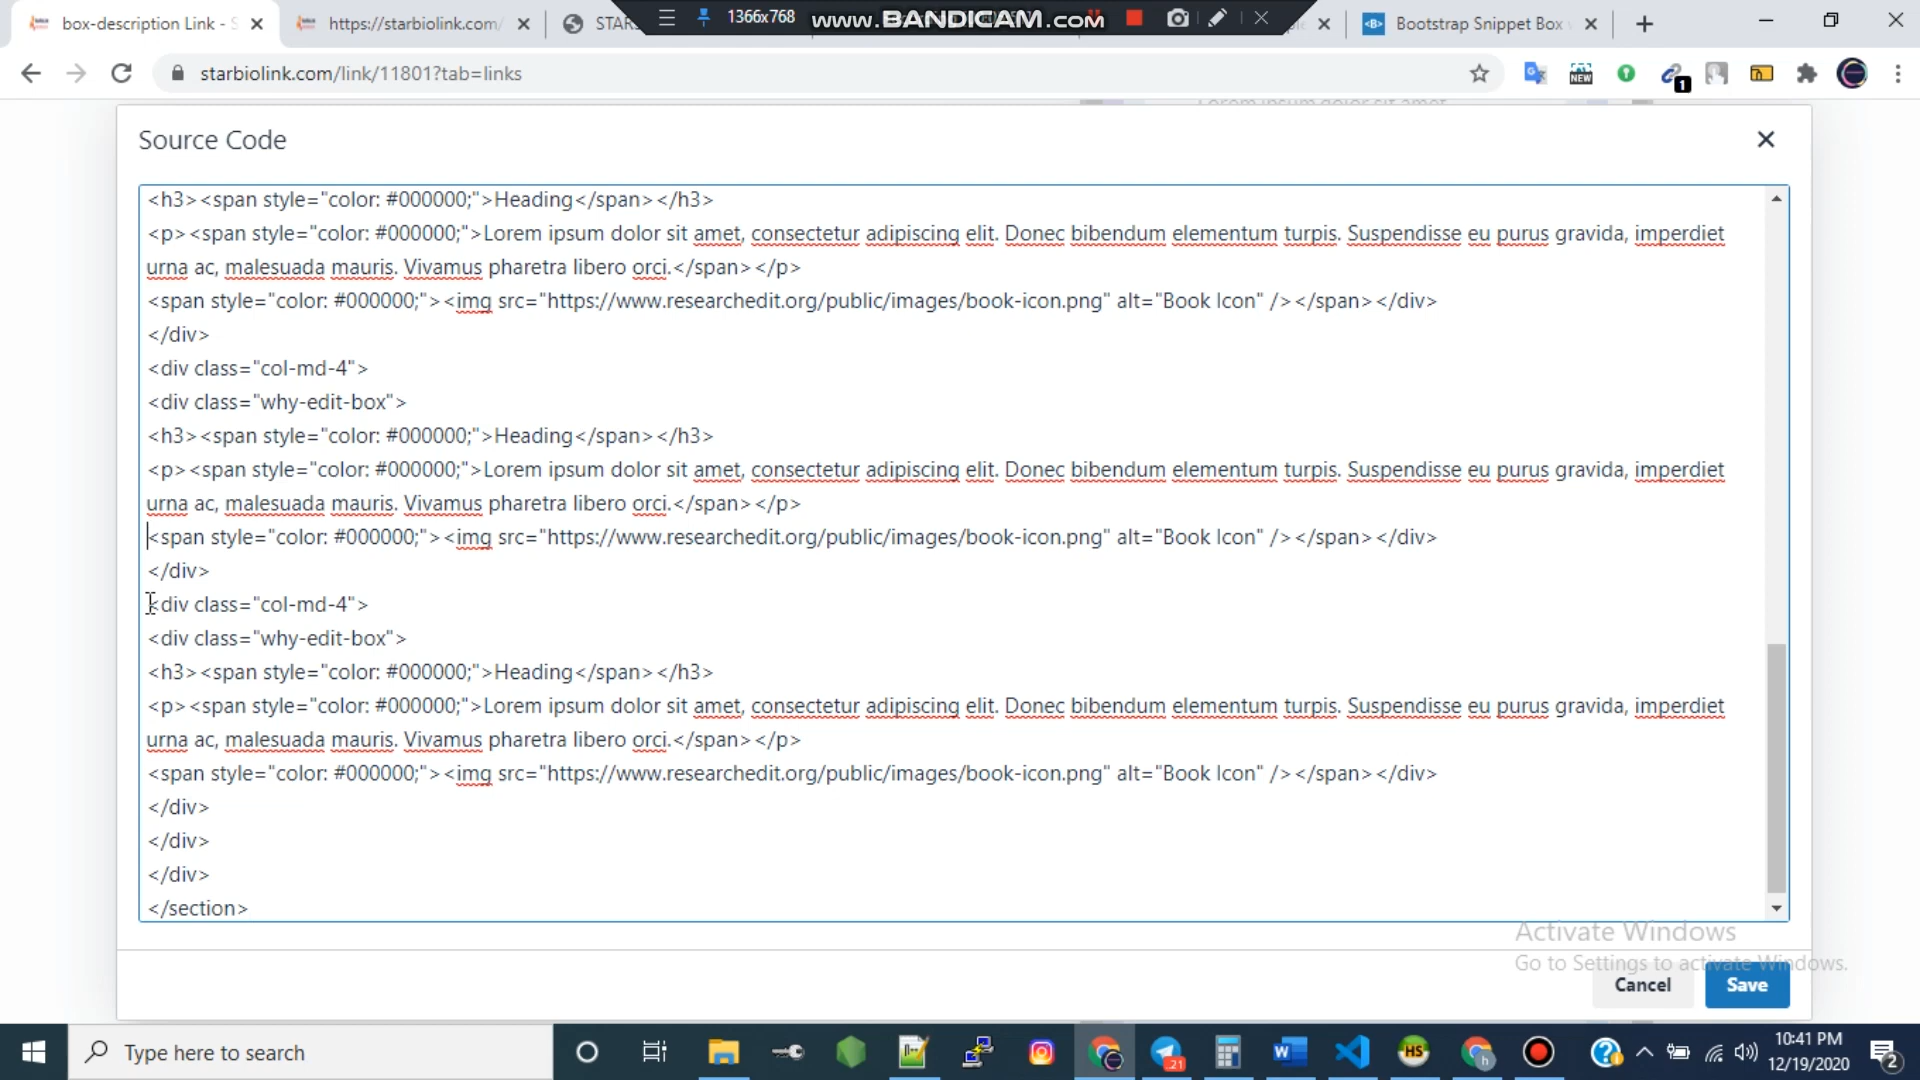 box-description Link - S
https://starbiolink.com/
STARS
1366x768
www.BANDICAM.com
Bootstrap Snippet Box
starbiolink.com/link/11801?tab=links
NEW
1
Lorem ipsum dolor sit amet
Source Code
<h3><span style="color: #000000;">Heading</span></h3>
<p><span style="color: #000000;">Lorem ipsum dolor sit amet, consectetur adipiscing elit. Donec bibendum elementum turpis. Suspendisse eu purus gravida, imperdiet
urna ac, malesuada mauris. Vivamus pharetra libero orci.</span></p>
<span style="color: #000000;"><img src="https://www.researchedit.org/public/images/book-icon.png" alt="Book Icon" /></span></div>
</div>
<div class="col-md-4">
<div class="why-edit-box">
<h3><span style="color: #000000;">Heading</span></h3>
<p><span style="color: #000000;">Lorem ipsum dolor sit amet, consectetur adipiscing elit. Donec bibendum elementum turpis. Suspendisse eu purus gravida, imperdiet
urna ac, malesuada mauris. Vivamus pharetra libero orci.</span></p>
<span style="color: #000000;"><img src="https://www.researchedit.org/public/images/book-icon.png" alt="Book Icon" /></span></div>
</div>
<div class="col-md-4">
<div class="why-edit-box">
<h3><span style="color: #000000;">Heading</span></h3>
<p><span style="color: #000000;">Lorem ipsum dolor sit amet, consectetur adipiscing elit. Donec bibendum elementum turpis. Suspendisse eu purus gravida, imperdiet
urna ac, malesuada mauris. Vivamus pharetra libero orci.</span></p>
<span style="color: #000000;"><img src="https://www.researchedit.org/public/images/book-icon.png" alt="Book Icon" /></span></div>
</div>
</div>
</div>
</section>
Activate Windows
Go to Settings to activate Windows.
Cancel
Save
Type here to search
21
W
HS
h
10:41 PM
12/19/2020
2